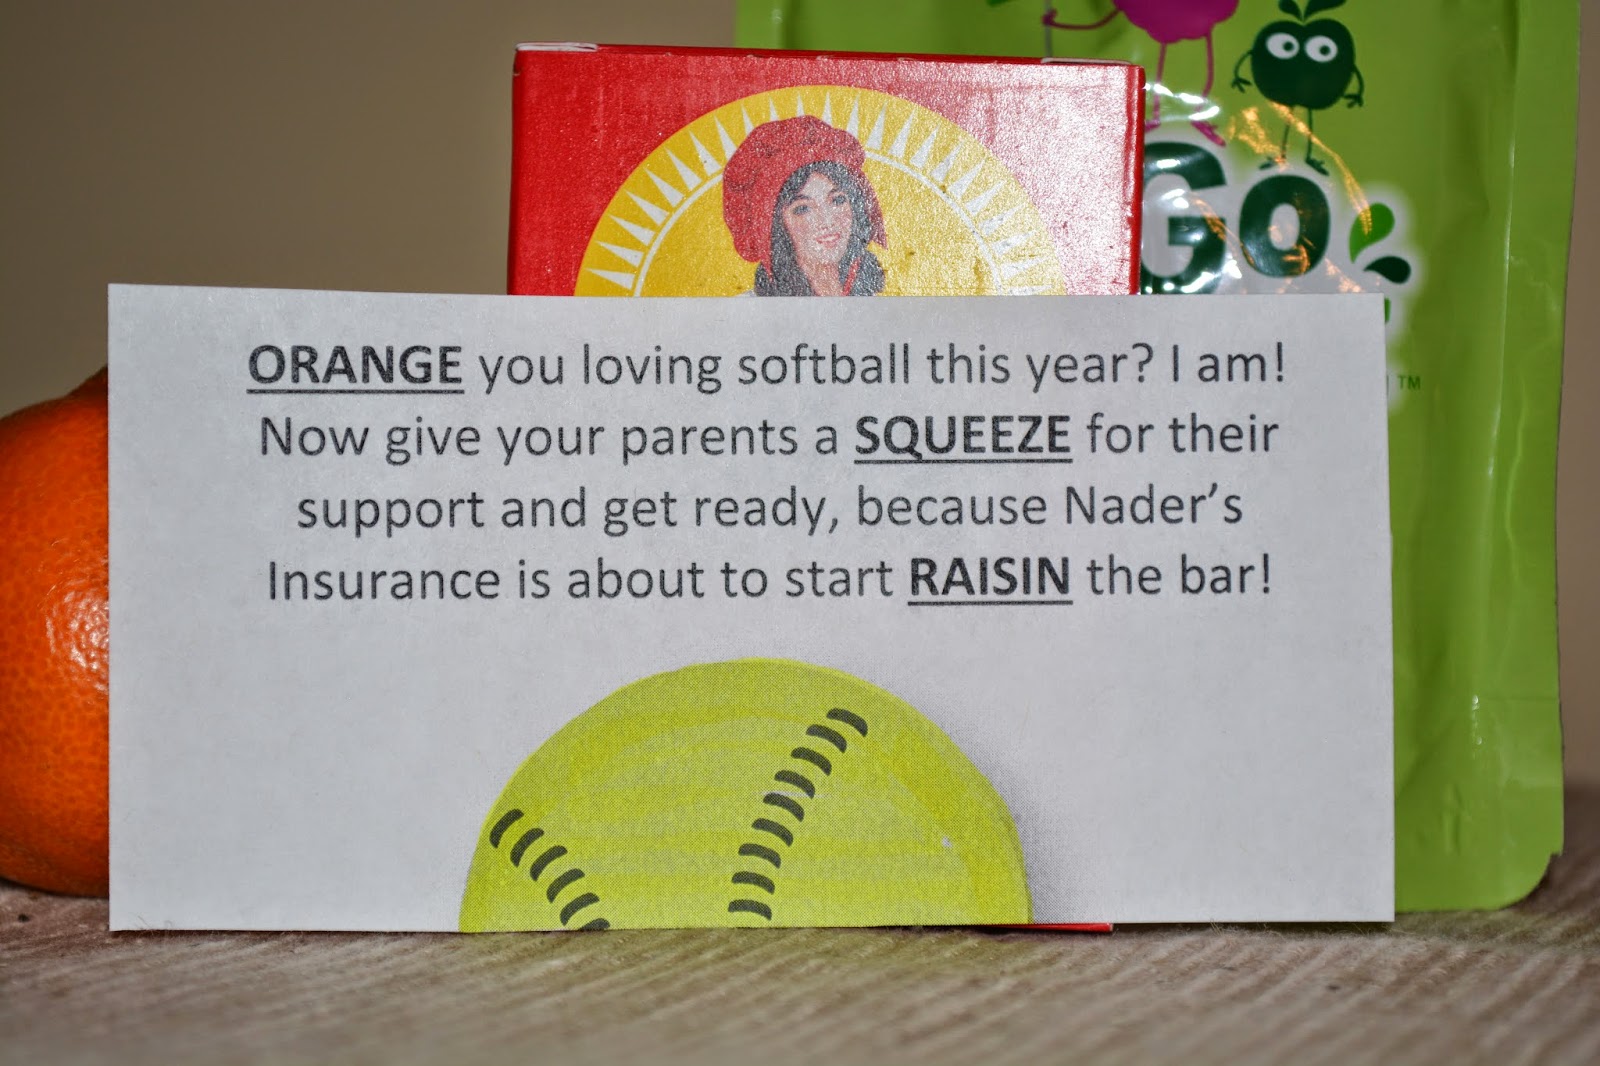 Go
ORANGE you loving softball this year? I am!
Now give your parents a SQUEEZE for their
support and get ready, because Nader's
Insurance is about to start RAISIN the bar!
TM